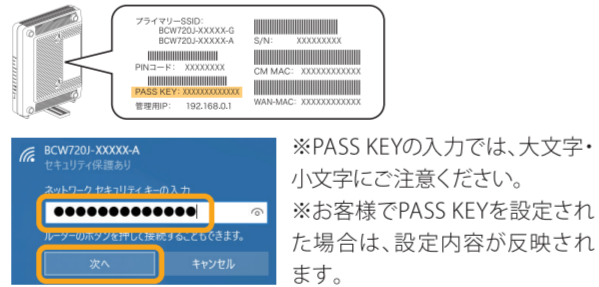 プライマリーSSID:
BCW720J-XXXXX-G
BCW720J-XXXXX-A
S/N: XXXXXXXXX
PINコード: XXXXXXXX
CM MAC: XXXXXXXXXX
PASS KEY: XXXXXXXXXXXXX
管理用IP: 192.168.0.1
WAN-MAC: XXXXXXXXXX
BCW720J-XXXXX-A
セキュリティ保護あり
ネットワーク セキュリティ キーの入力
●●●●●●●●●●●●●
ルーターのボタンを押して接続することもできます。
次へ
キャンセル
※PASS KEYの入力では、大文字・
小文字にご注意ください。
※お客様でPASS KEYを設定され
た場合は、設定内容が反映され
ます。